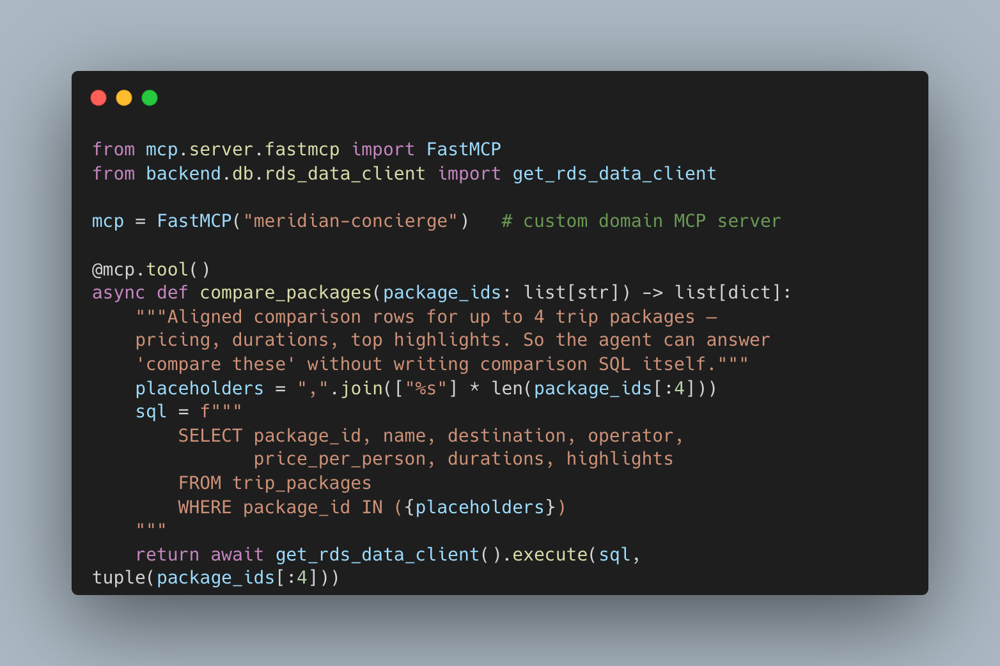 from mcp.server.fastmcp import FastMCP
from backend.db.rds_data_client import get_rds_data_client

mcp = FastMCP("meridian-concierge")   # custom domain MCP server

@mcp.tool()
async def compare_packages(package_ids: list[str]) -> list[dict]:
    """Aligned comparison rows for up to 4 trip packages —
    pricing, durations, top highlights. So the agent can answer
    'compare these' without writing comparison SQL itself."""
    placeholders = ",".join(["%s"] * len(package_ids[:4]))
    sql = f"""
        SELECT package_id, name, destination, operator,
               price_per_person, durations, highlights
        FROM trip_packages
        WHERE package_id IN ({placeholders})
    """
    return await get_rds_data_client().execute(sql,
tuple(package_ids[:4]))